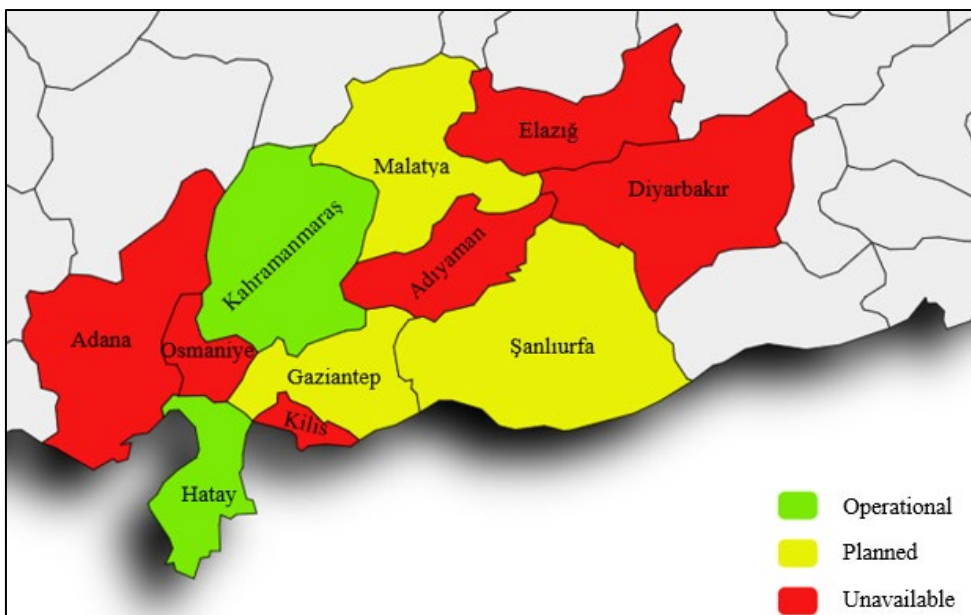 Elazığ
Malatya
Diyarbakır
Kahramanmaraş
Adıyaman
Adana
Osmaniye
Şanlıurfa
Gaziantep
Kilis
Hatay
Operational
Planned
Unavailable